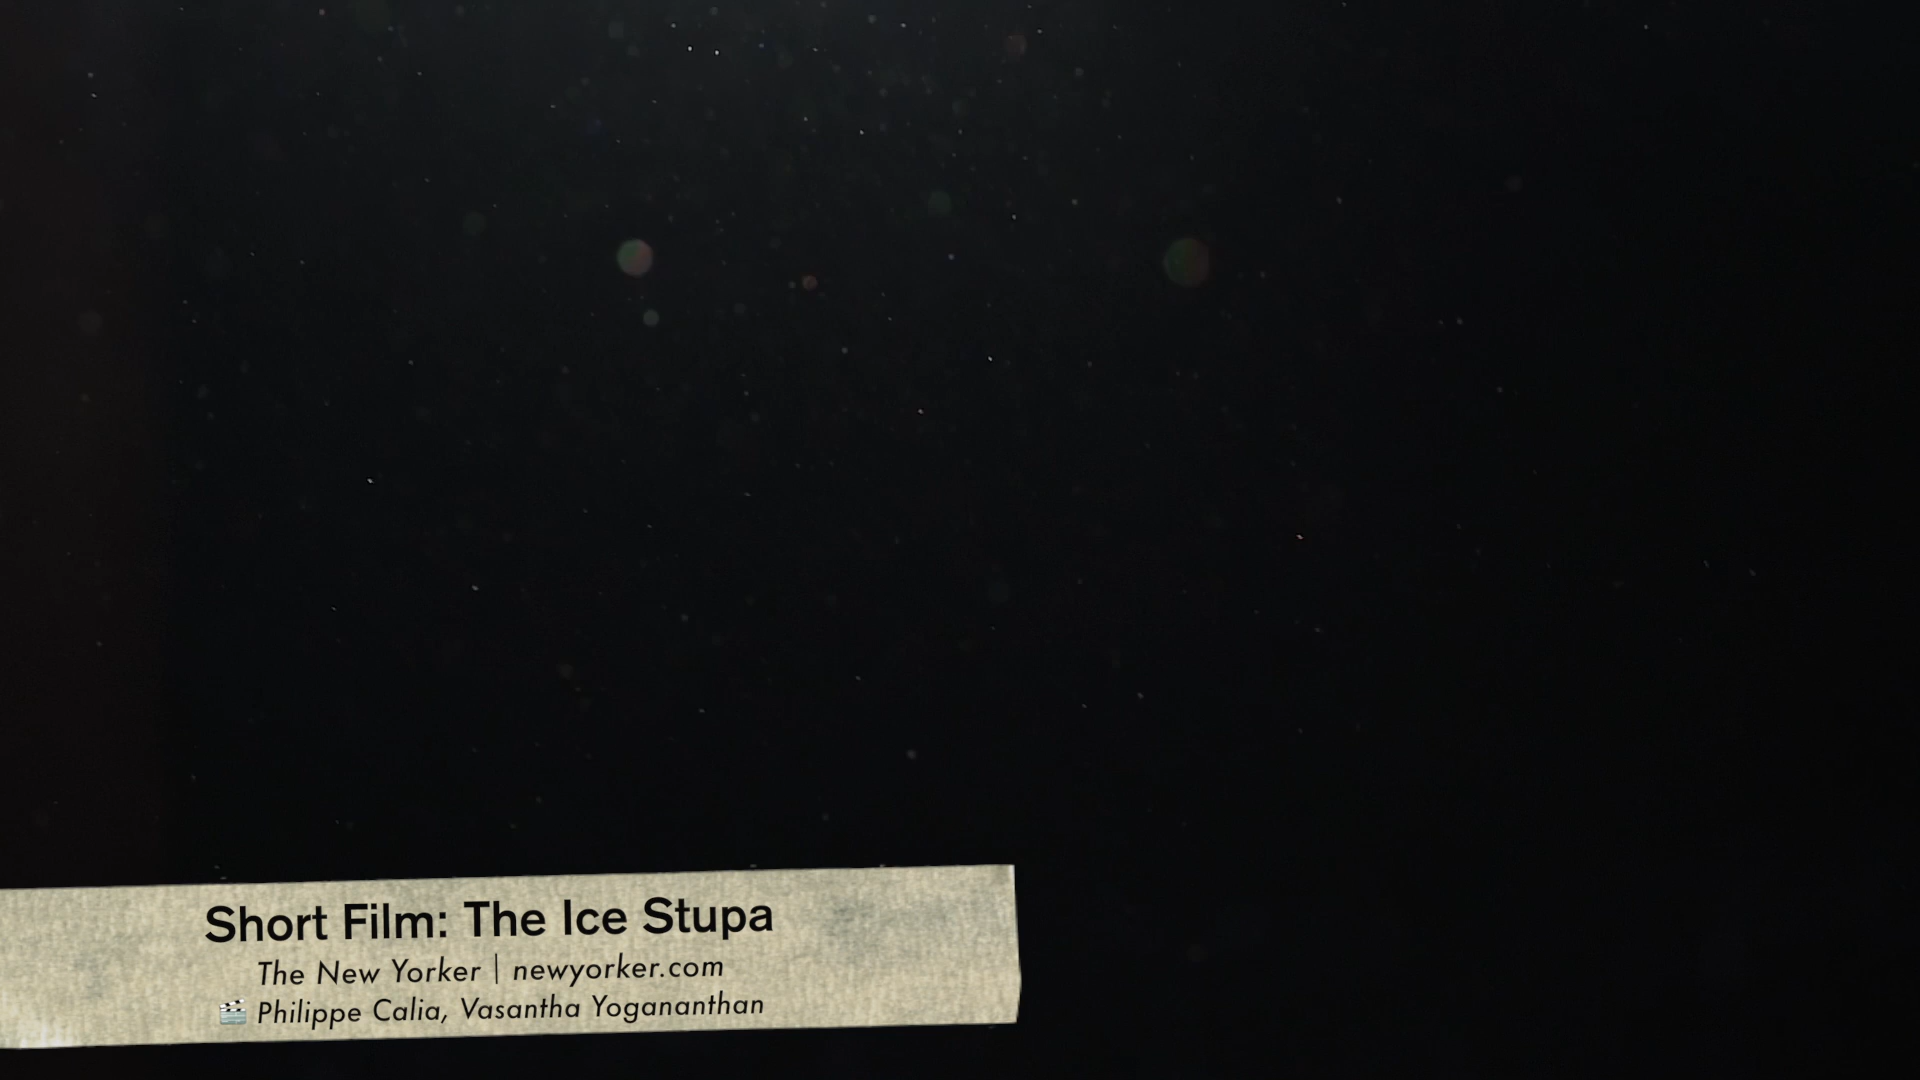 Short Film: The Ice Stupa
The New Yorker | newyorker.com
🎬 Philippe Calia, Vasantha Yogananthan